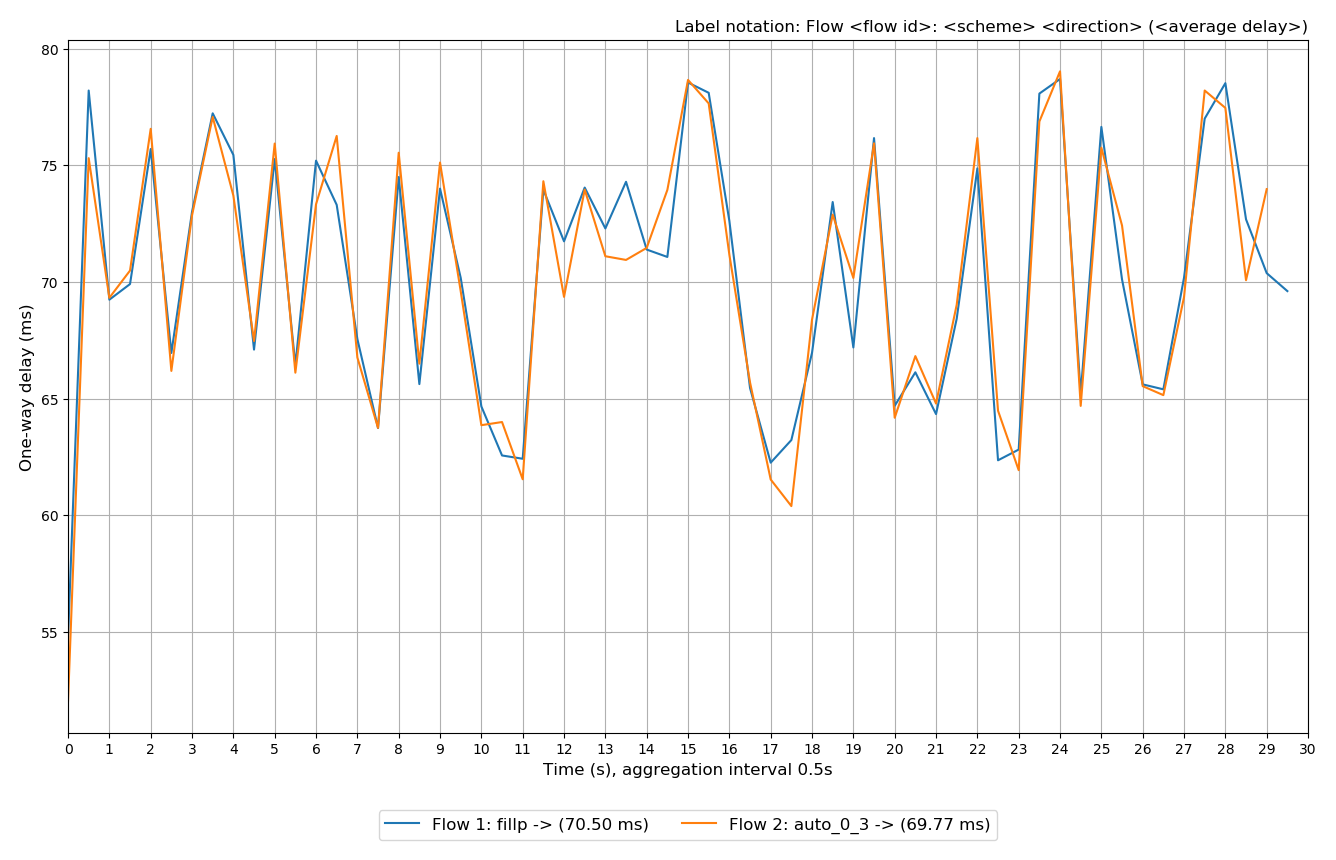 Label notation: Flow <flow id>: <scheme> <direction> (<average delay>)
80
75
70
65
60
55
One-way delay (ms)
0 1 2 3 4 5 6 7 8 9 10 11 12 13 14 15 16 17 18 19 20 21 22 23 24 25 26 27 28 29 30
Time (s), aggregation interval 0.5s
Flow 1: fillp -> (70.50 ms) Flow 2: auto_0_3 -> (69.77 ms)